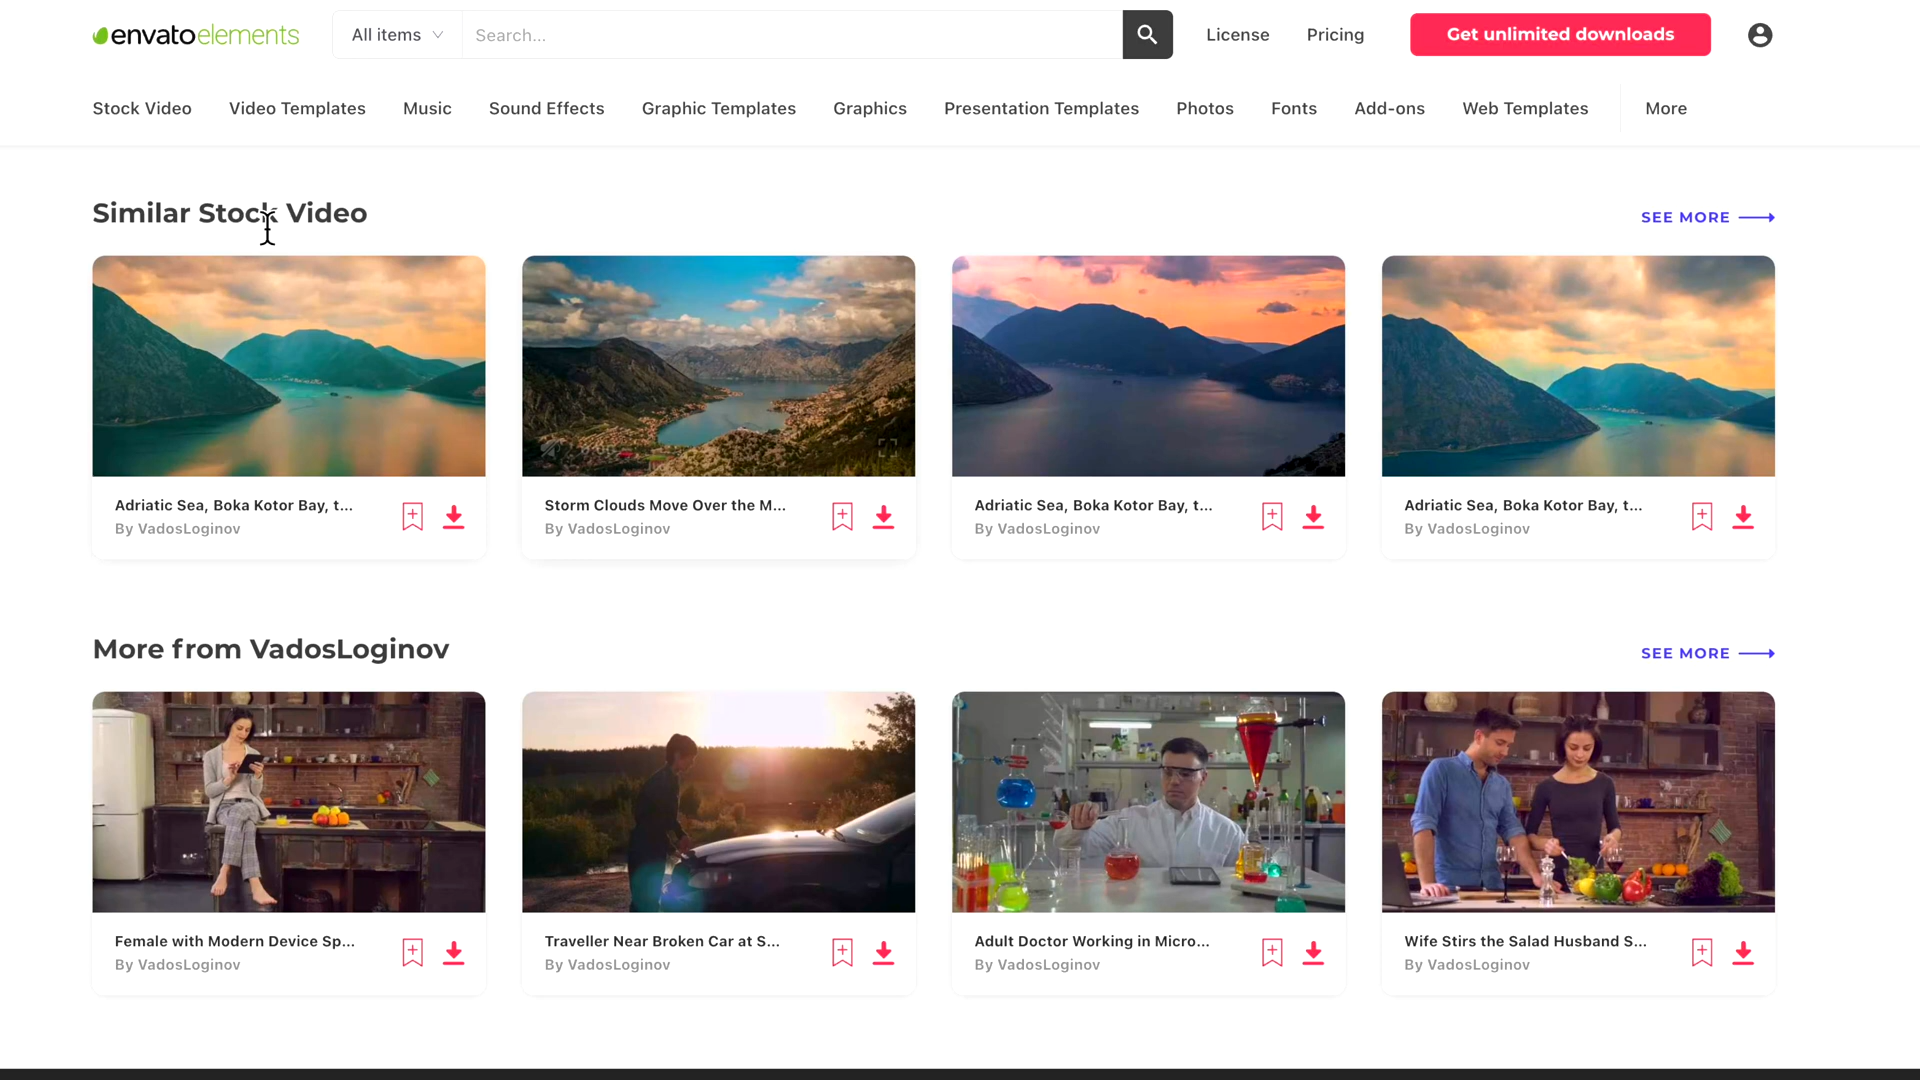 envatoelements
All items
Search...
License
Pricing
Get unlimited downloads
Stock Video
Video Templates
Music
Sound Effects
Graphic Templates
Graphics
Presentation Templates
Photos
Fonts
Add-ons
Web Templates
More
Similar Stock Video
SEE MORE
Adriatic Sea, Boka Kotor Bay, t...
By VadosLoginov
Storm Clouds Move Over the M...
By VadosLoginov
Adriatic Sea, Boka Kotor Bay, t...
By VadosLoginov
Adriatic Sea, Boka Kotor Bay, t...
By VadosLoginov
More from VadosLoginov
SEE MORE
Female with Modern Device Sp...
By VadosLoginov
Traveller Near Broken Car at S...
By VadosLoginov
Adult Doctor Working in Micro...
By VadosLoginov
Wife Stirs the Salad Husband S...
By VadosLoginov